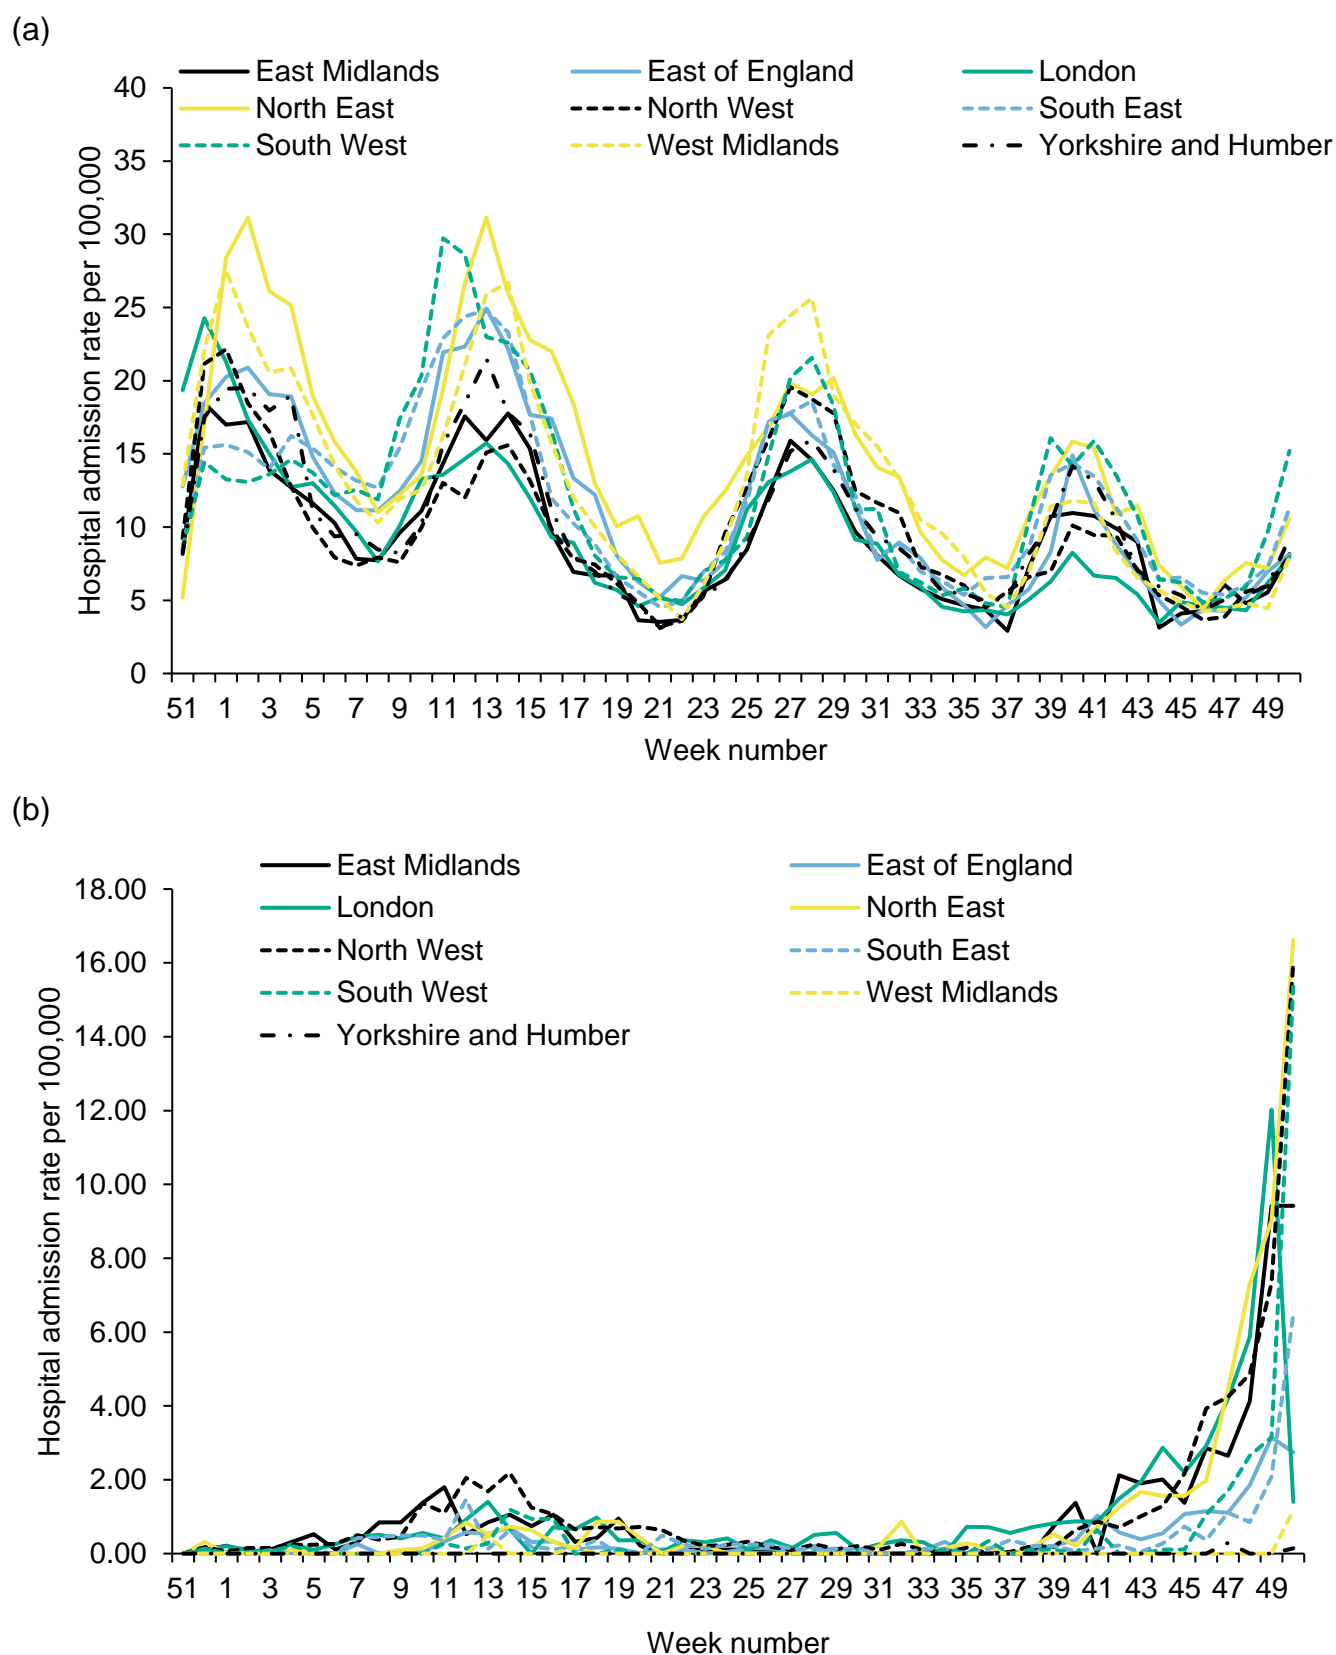 (a)
East Midlands East of England London
North East North West South East
South West West Midlands Yorkshire and Humber
Hospital admission rate per 100,000
40
35
30
25
20
15
10
5
0
51 1 3 5 7 9 11 13 15 17 19 21 23 25 27 29 31 33 35 37 39 41 43 45 47 49
Week number
(b)
East Midlands East of England
London North East
North West South East
South West West Midlands
Yorkshire and Humber
Hospital admission rate per 100,000
18.00
16.00
14.00
12.00
10.00
8.00
6.00
4.00
2.00
0.00
51 1 3 5 7 9 11 13 15 17 19 21 23 25 27 29 31 33 35 37 39 41 43 45 47 49
Week number